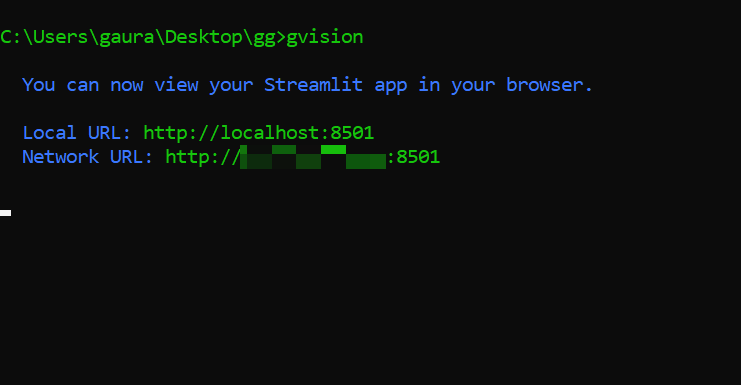 C:\Users\gaura\Desktop\gg>gvision
You can now view your Streamlit app in your browser.
Local URL: http://localhost:8501
Network URL: http://:8501